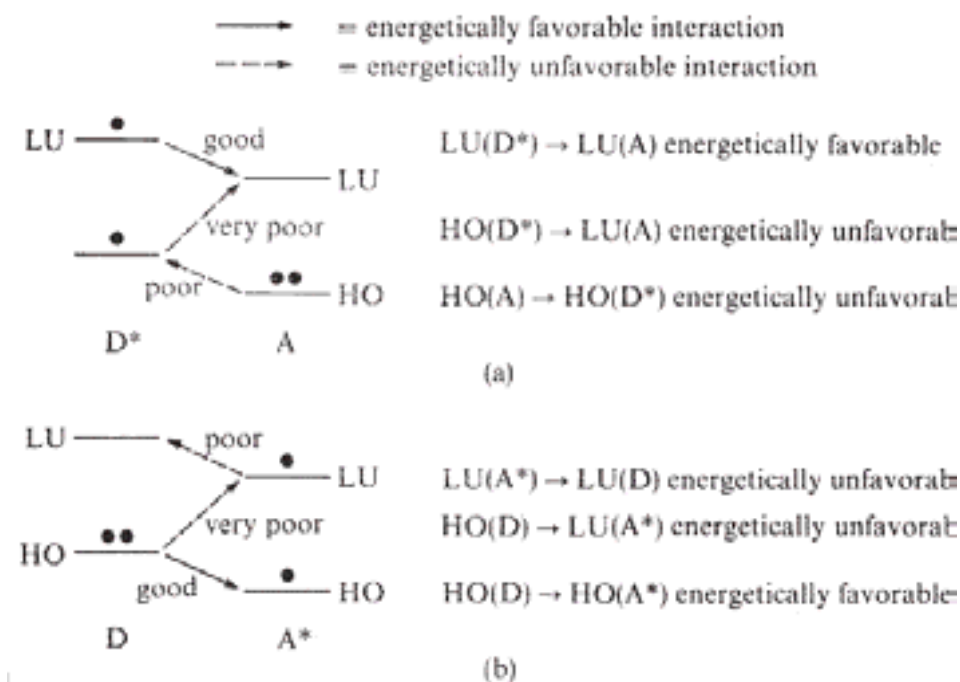 = energetically favorable interaction
= energetically unfavorable interaction
LU good LU(D*) → LU(A) energetically favorable
LU
very poor HO(D*) → LU(A) energetically unfavorab
poor HO HO(A) → HO(D*) energetically unfavorab
D* A
(a)
LU poor
LU LU(A*) → LU(D) energetically unfavorab
very poor HO(D) → LU(A*) energetically unfavorab
HO
good HO HO(D) → HO(A*) energetically favorable
D A*
(b)